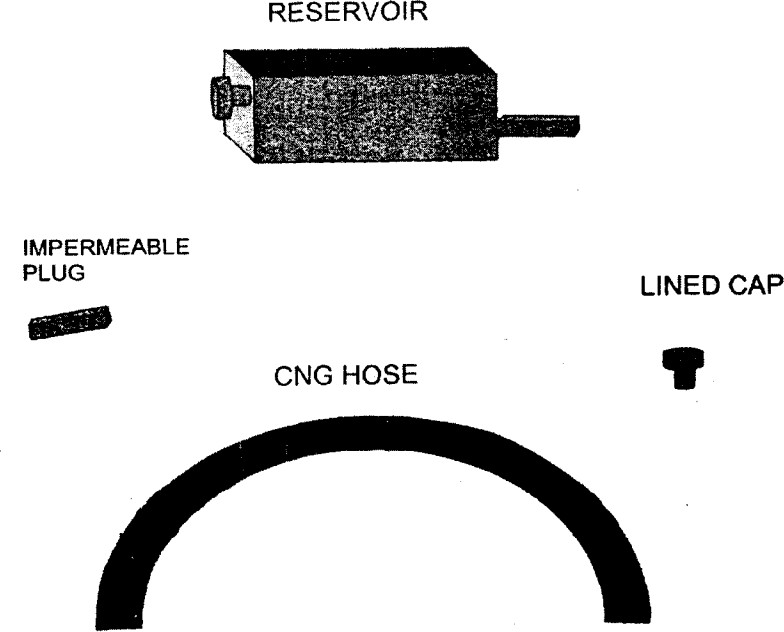 RESERVOIR
IMPERMEABLE
PLUG
LINED CAP
CNG HOSE